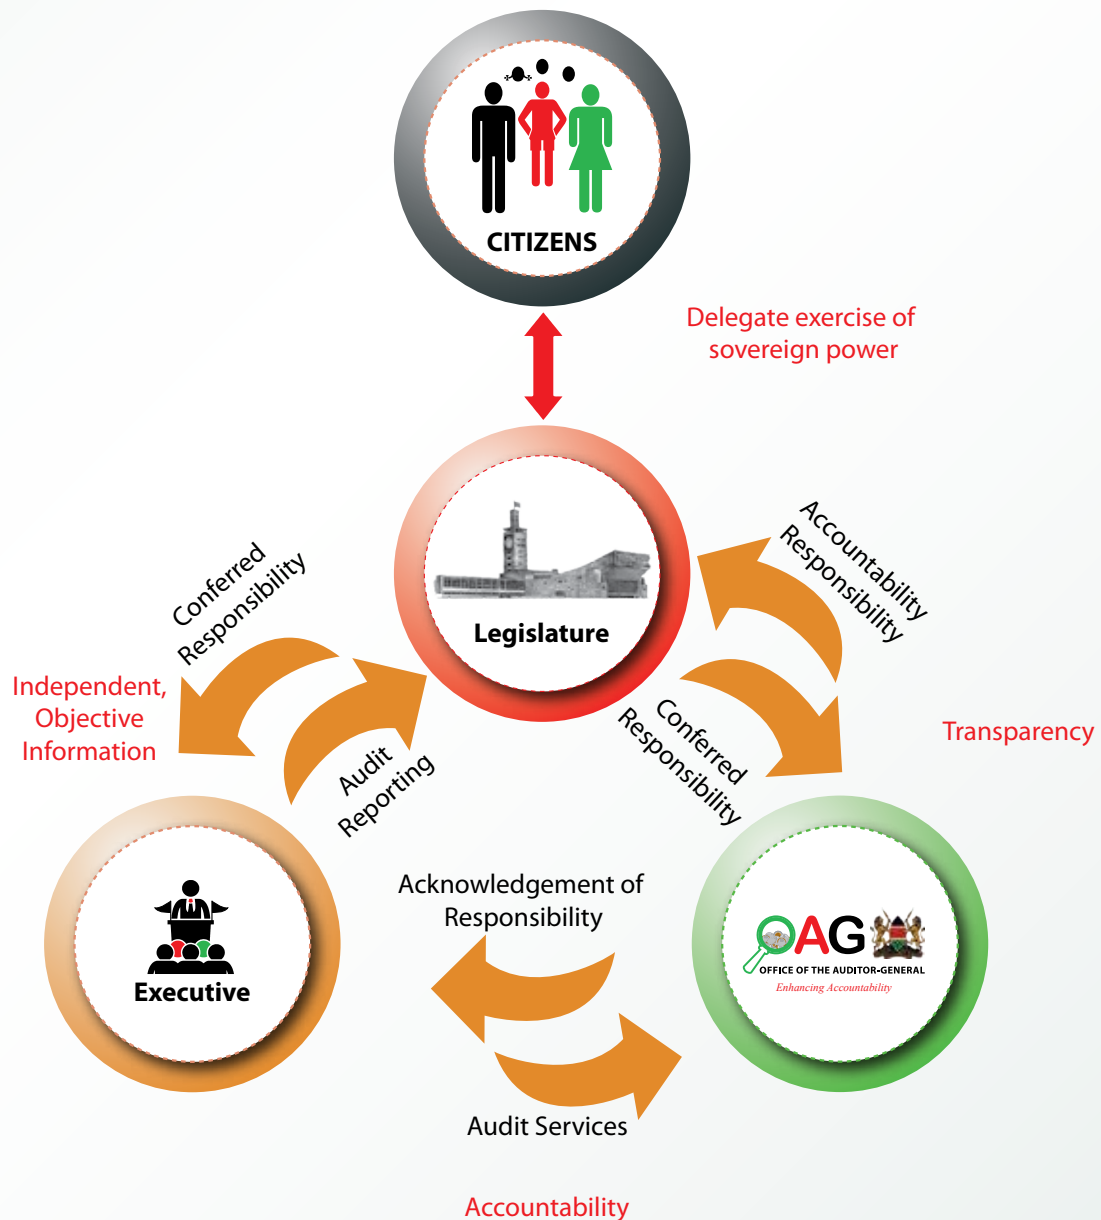 CITIZENS
Delegate exercise of
sovereign power
Legislature
Accountability
Responsibility
Conferred
Responsibility
Independent,
Objective
Information
Audit
Reporting
Conferred
Responsibility
Transparency
Executive
Acknowledgement of
Responsibility
OAG
OFFICE OF THE AUDITOR-GENERAL
Enhancing Accountability
Audit Services
Accountability